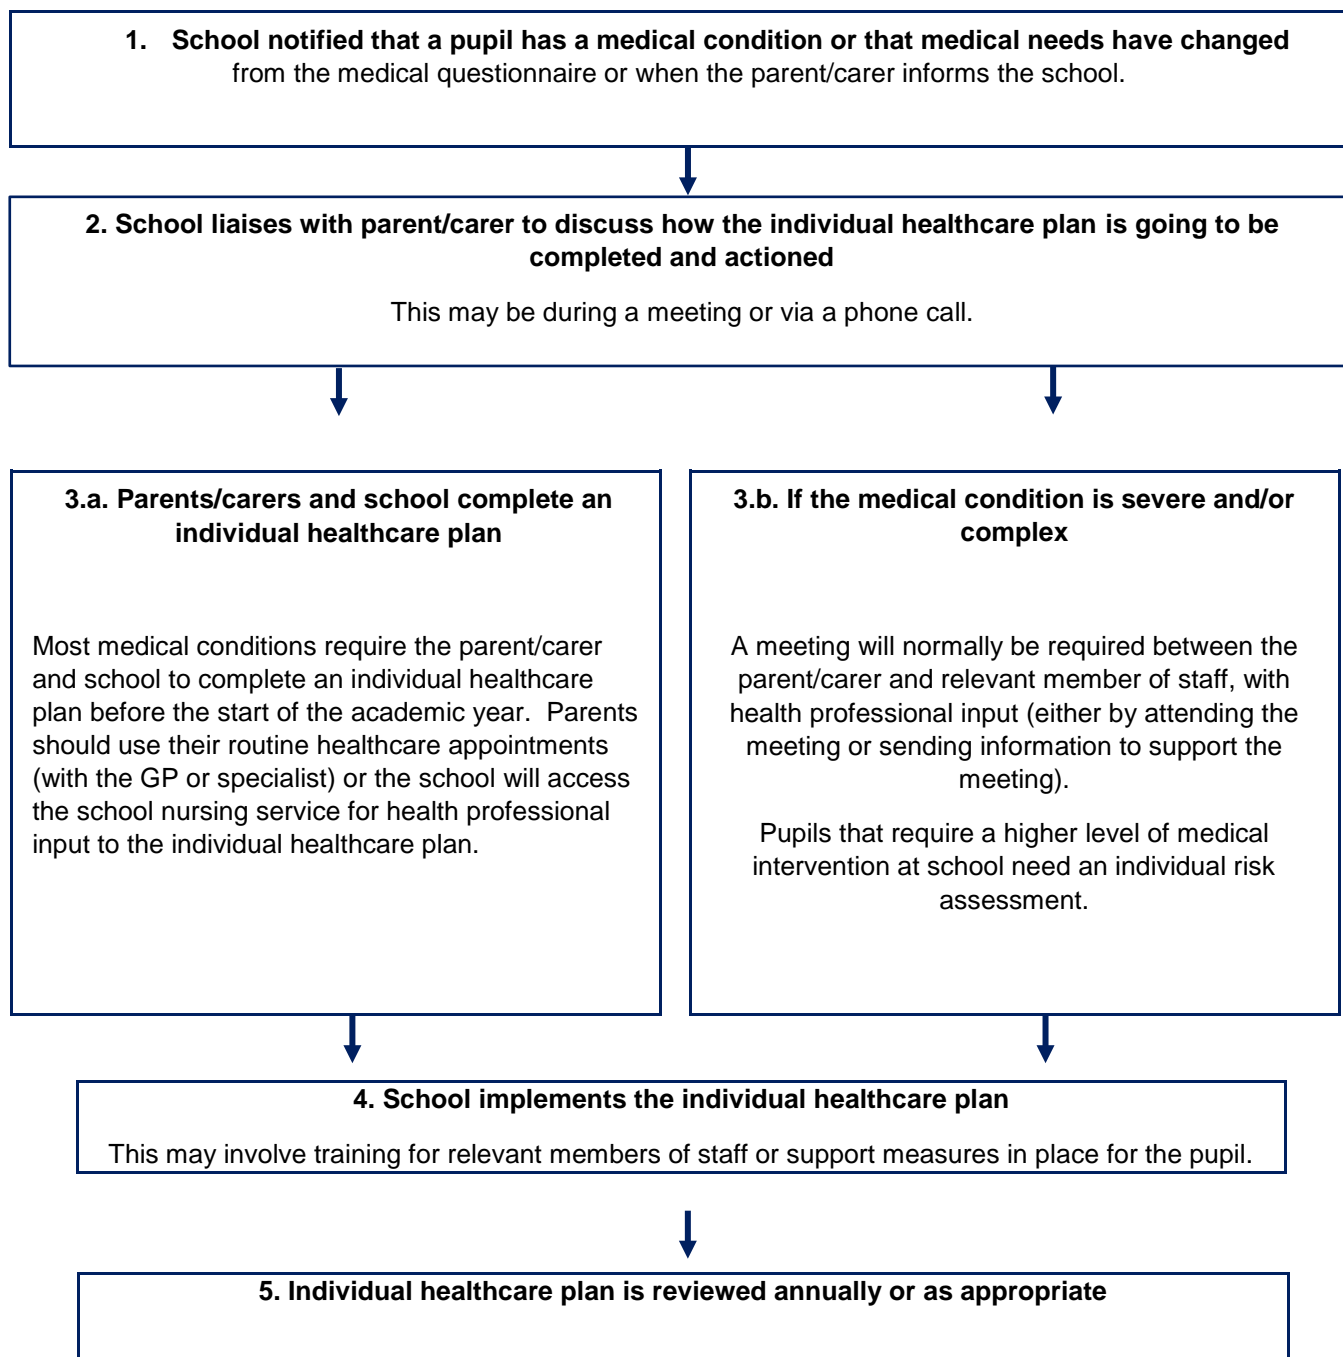 1. School notified that a pupil has a medical condition or that medical needs have changed
from the medical questionnaire or when the parent/carer informs the school.
2. School liaises with parent/carer to discuss how the individual healthcare plan is going to be
completed and actioned
This may be during a meeting or via a phone call.
3.a. Parents/carers and school complete an
individual healthcare plan
Most medical conditions require the parent/carer
and school to complete an individual healthcare
plan before the start of the academic year. Parents
should use their routine healthcare appointments
(with the GP or specialist) or the school will access
the school nursing service for health professional
input to the individual healthcare plan.
3.b. If the medical condition is severe and/or
complex
A meeting will normally be required between the
parent/carer and relevant member of staff, with
health professional input (either by attending the
meeting or sending information to support the
meeting).
Pupils that require a higher level of medical
intervention at school need an individual risk
assessment.
4. School implements the individual healthcare plan
This may involve training for relevant members of staff or support measures in place for the pupil.
5. Individual healthcare plan is reviewed annually or as appropriate